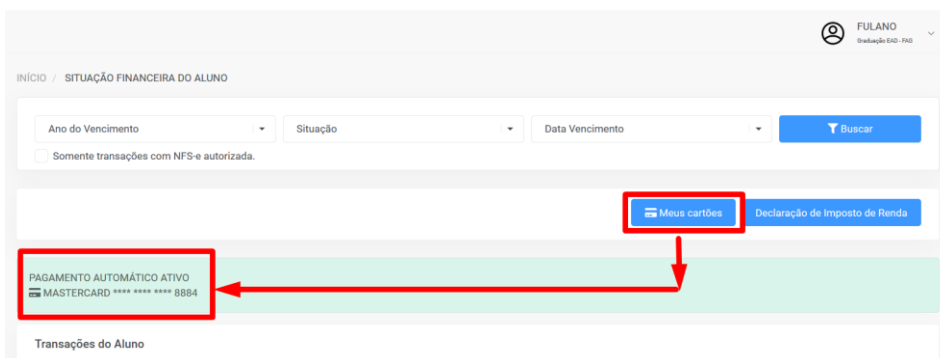 FULANO
Graduação EAD - FAG
INÍCIO / SITUAÇÃO FINANCEIRA DO ALUNO
Ano do Vencimento
Situação
Data Vencimento
Buscar
Somente transações com NFS-e autorizada.
Meus cartões
Declaração de Imposto de Renda
PAGAMENTO AUTOMÁTICO ATIVO
MASTERCARD **** **** **** 8884
Transações do Aluno